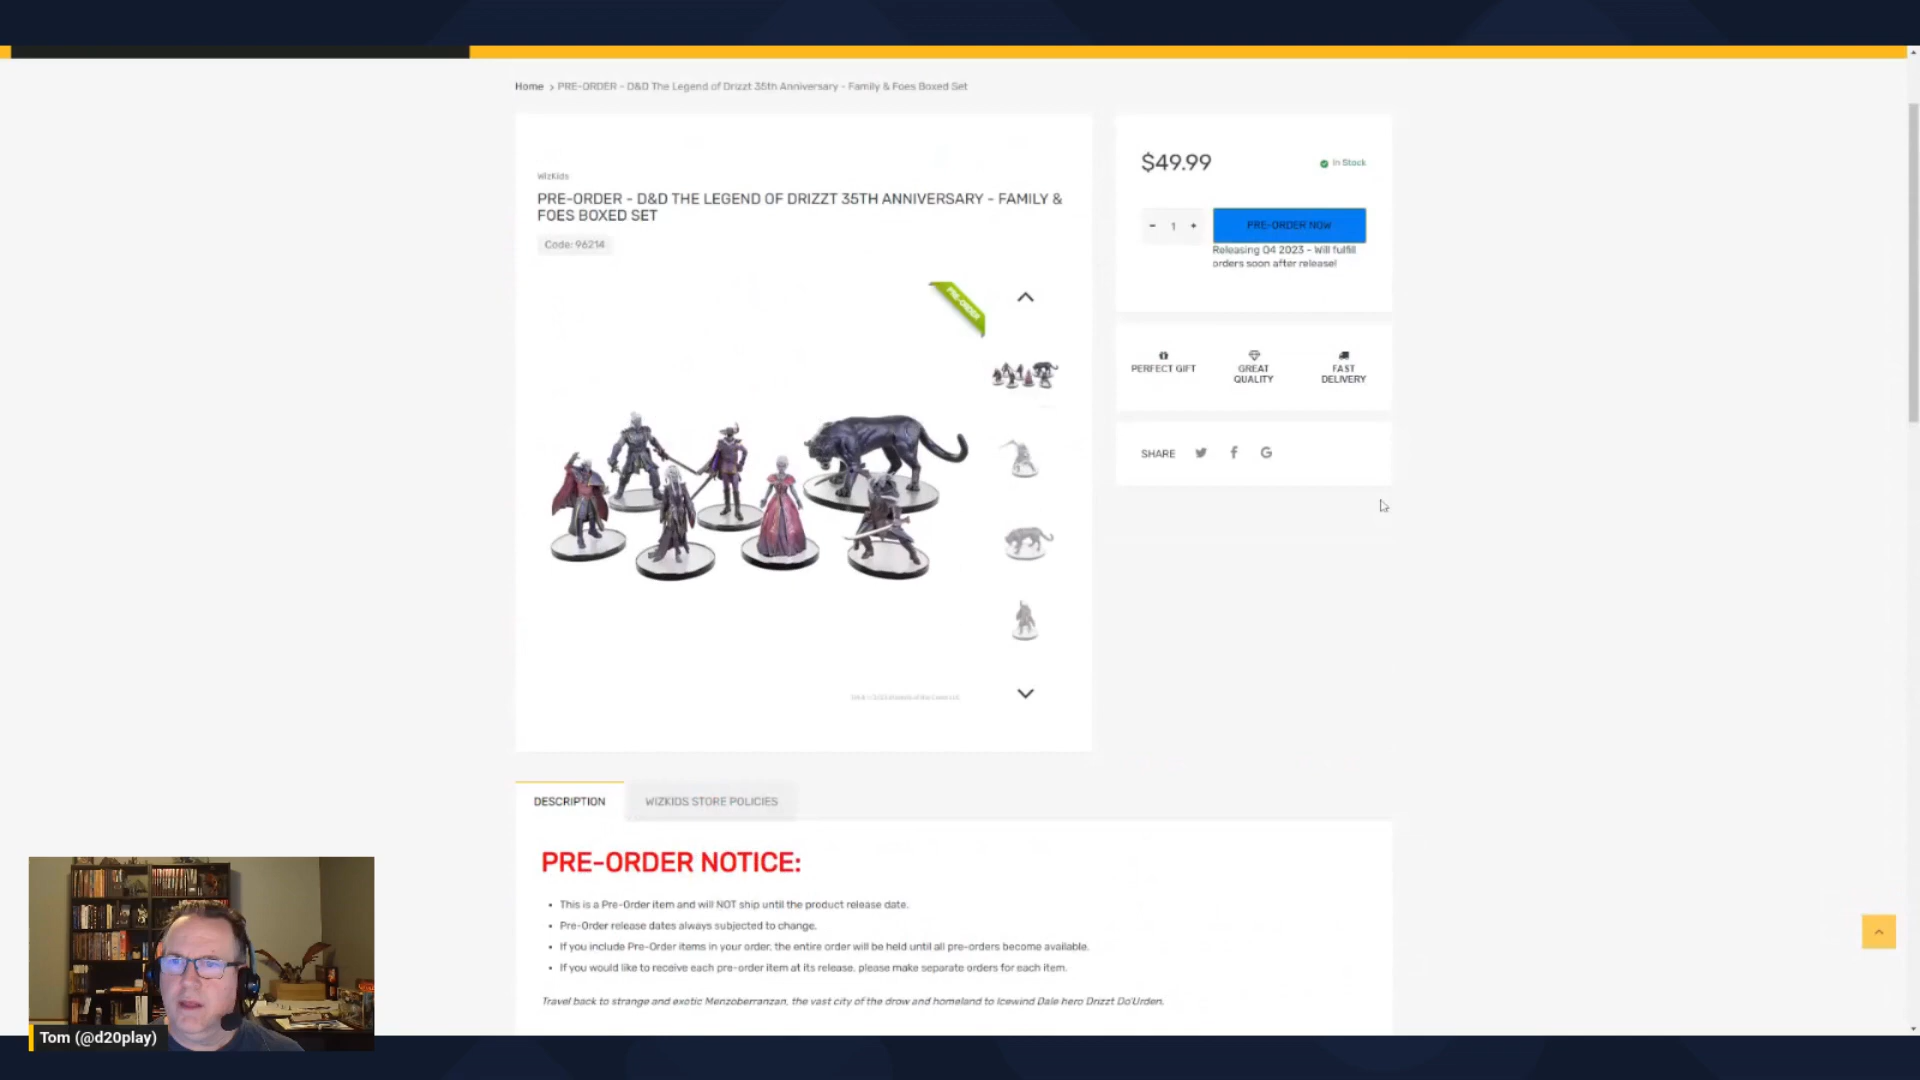 Home > PRE-ORDER - D&D The Legend of Drizzt 35th Anniversary - Family & Foes Boxed Set
WizKids
PRE-ORDER - D&D THE LEGEND OF DRIZZT 35TH ANNIVERSARY - FAMILY &
FOES BOXED SET
Code: 96214
PRE-ORDER
$49.99
In Stock
- 1 +
PRE-ORDER NOW
Releasing Q4 2023 - Will fulfill
orders soon after release!
PERFECT GIFT
GREAT
QUALITY
FAST
DELIVERY
SHARE
DESCRIPTION
WIZKIDS STORE POLICIES
PRE-ORDER NOTICE:
• This is a Pre-Order item and will NOT ship until the product release date.
• Pre-Order release dates always subjected to change.
• If you include Pre-Order items in your order, the entire order will be held until all pre-orders become available.
• If you would like to receive each pre-order item at its release, please make separate orders for each item.
Travel back to strange and exotic Menzoberranzan, the vast city of the drow and homeland to Icewind Dale hero Drizzt Do'Urden.
Tom (@d20play)